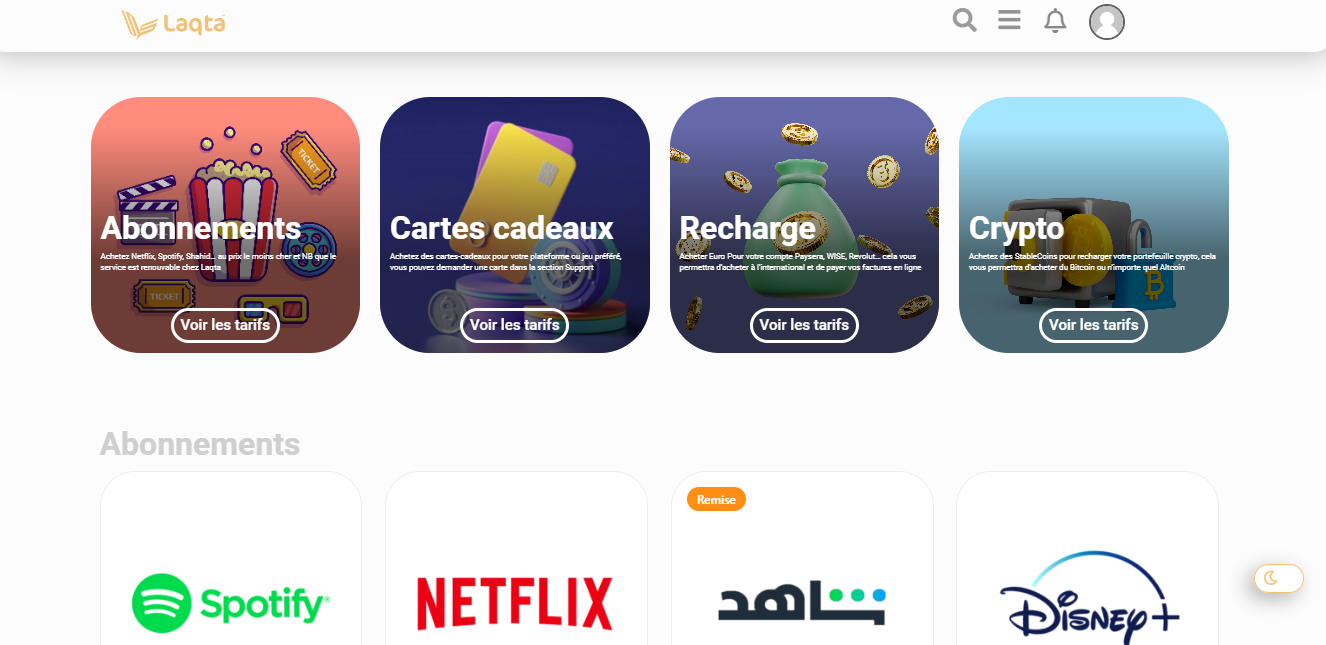 Laqta
TICKET
TICKET
Abonnements
Achetez Netflix, Spotify, Shahid... au prix le moins cher et NB que le
service est renouvable chez Laqta
Voir les tarifs
Cartes cadeaux
Achetez des cartes-cadeaux pour votre plateforme ou jeu préféré,
vous pouvez demander une carte dans la section Support
Voir les tarifs
Recharge
Acheter Euro Pour votre compte Paysera, WISE, Revolut... cela vous
permettra d'acheter à l'international et de payer vos factures en ligne
Voir les tarifs
Crypto
Achetez des StableCoins pour recharger votre portefeuille crypto, cela
vous permettra d'acheter du Bitcoin ou n'importe quel Altcoin
Voir les tarifs
Abonnements
Spotify®
NETFLIX
Remise
شاهد
Disney+